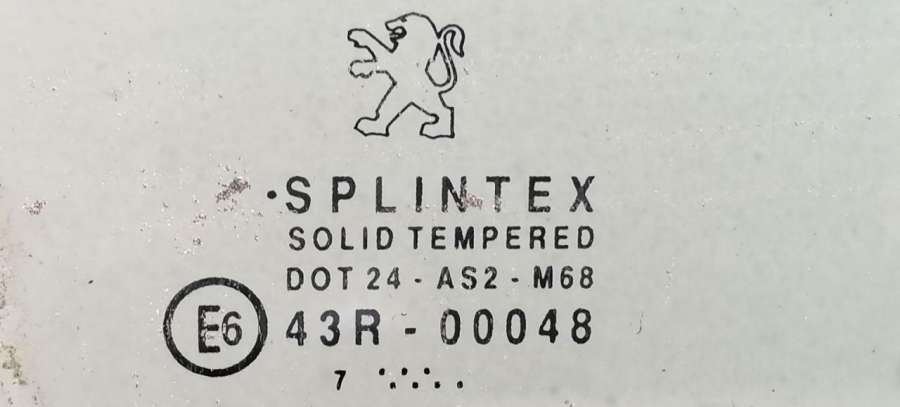 ·SPLINTEX
SOLID TEMPERED
DOT 24 - AS2 - M68
E6 43R - 00048
7